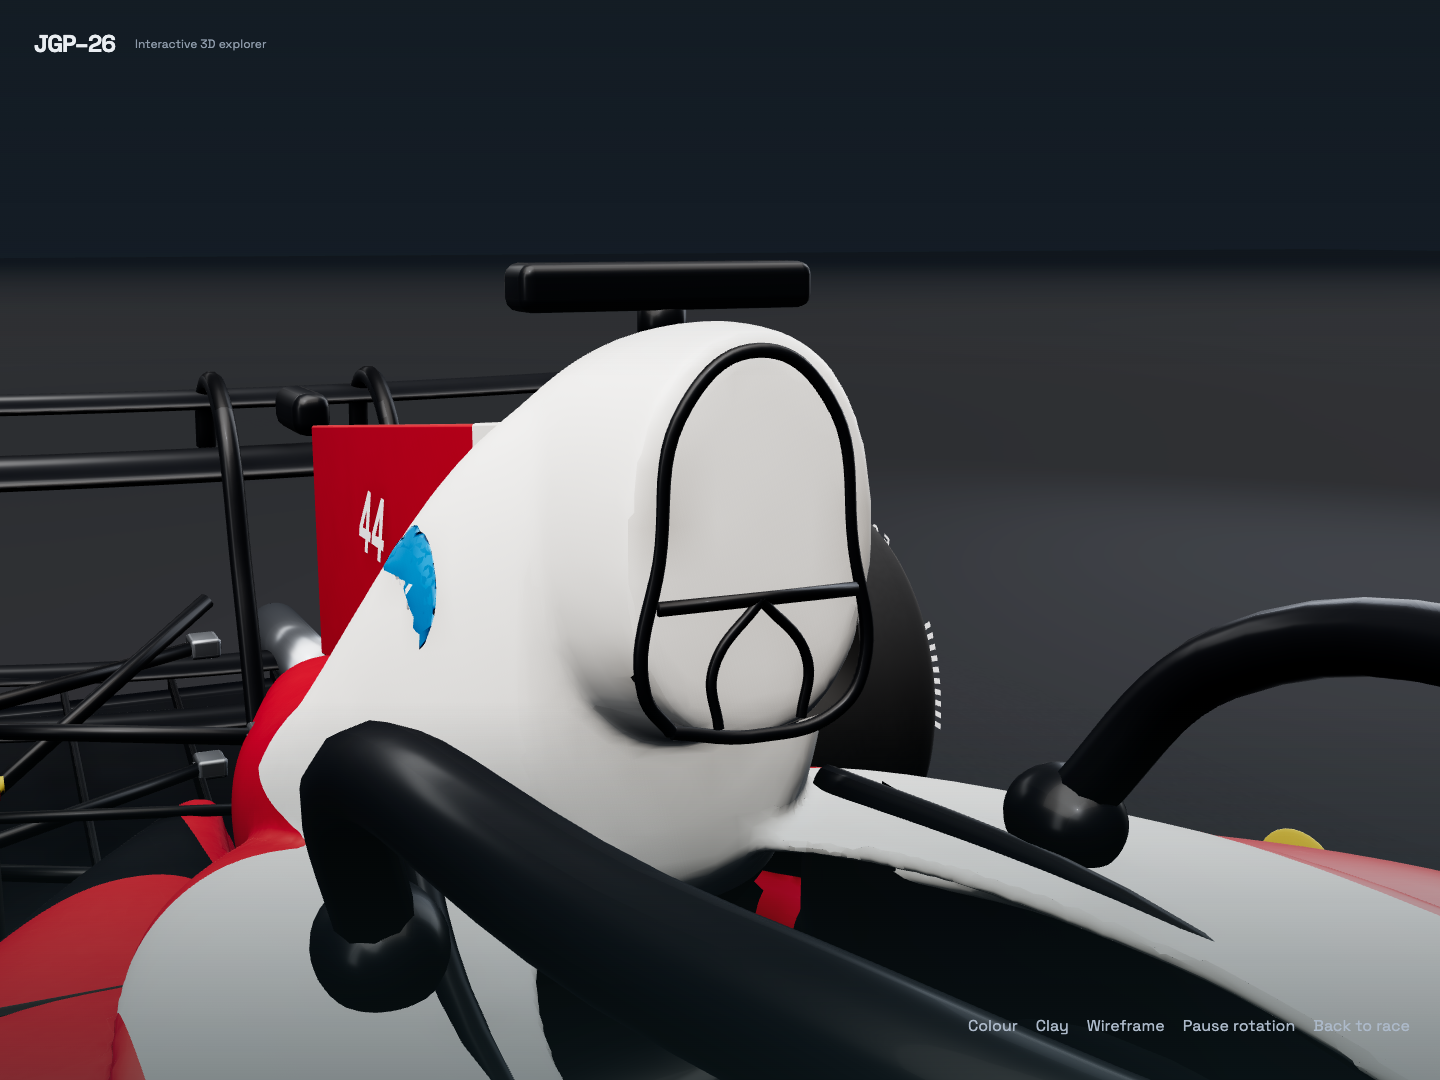 JGP–26 Interactive 3D explorer
44
Colour Clay Wireframe Pause rotation Back to race